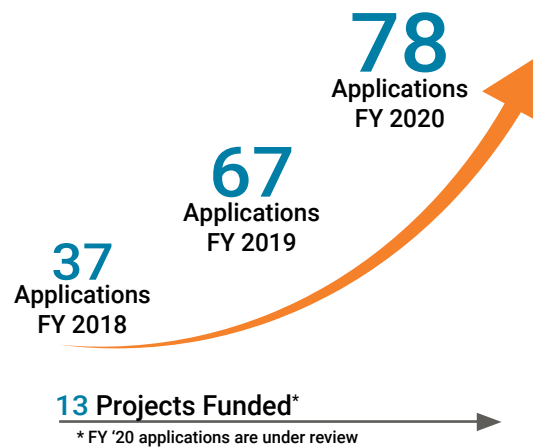 78
Applications
FY 2020
67
Applications
FY 2019
37
Applications
FY 2018
13 Projects Funded*
* FY ‘20 applications are under review